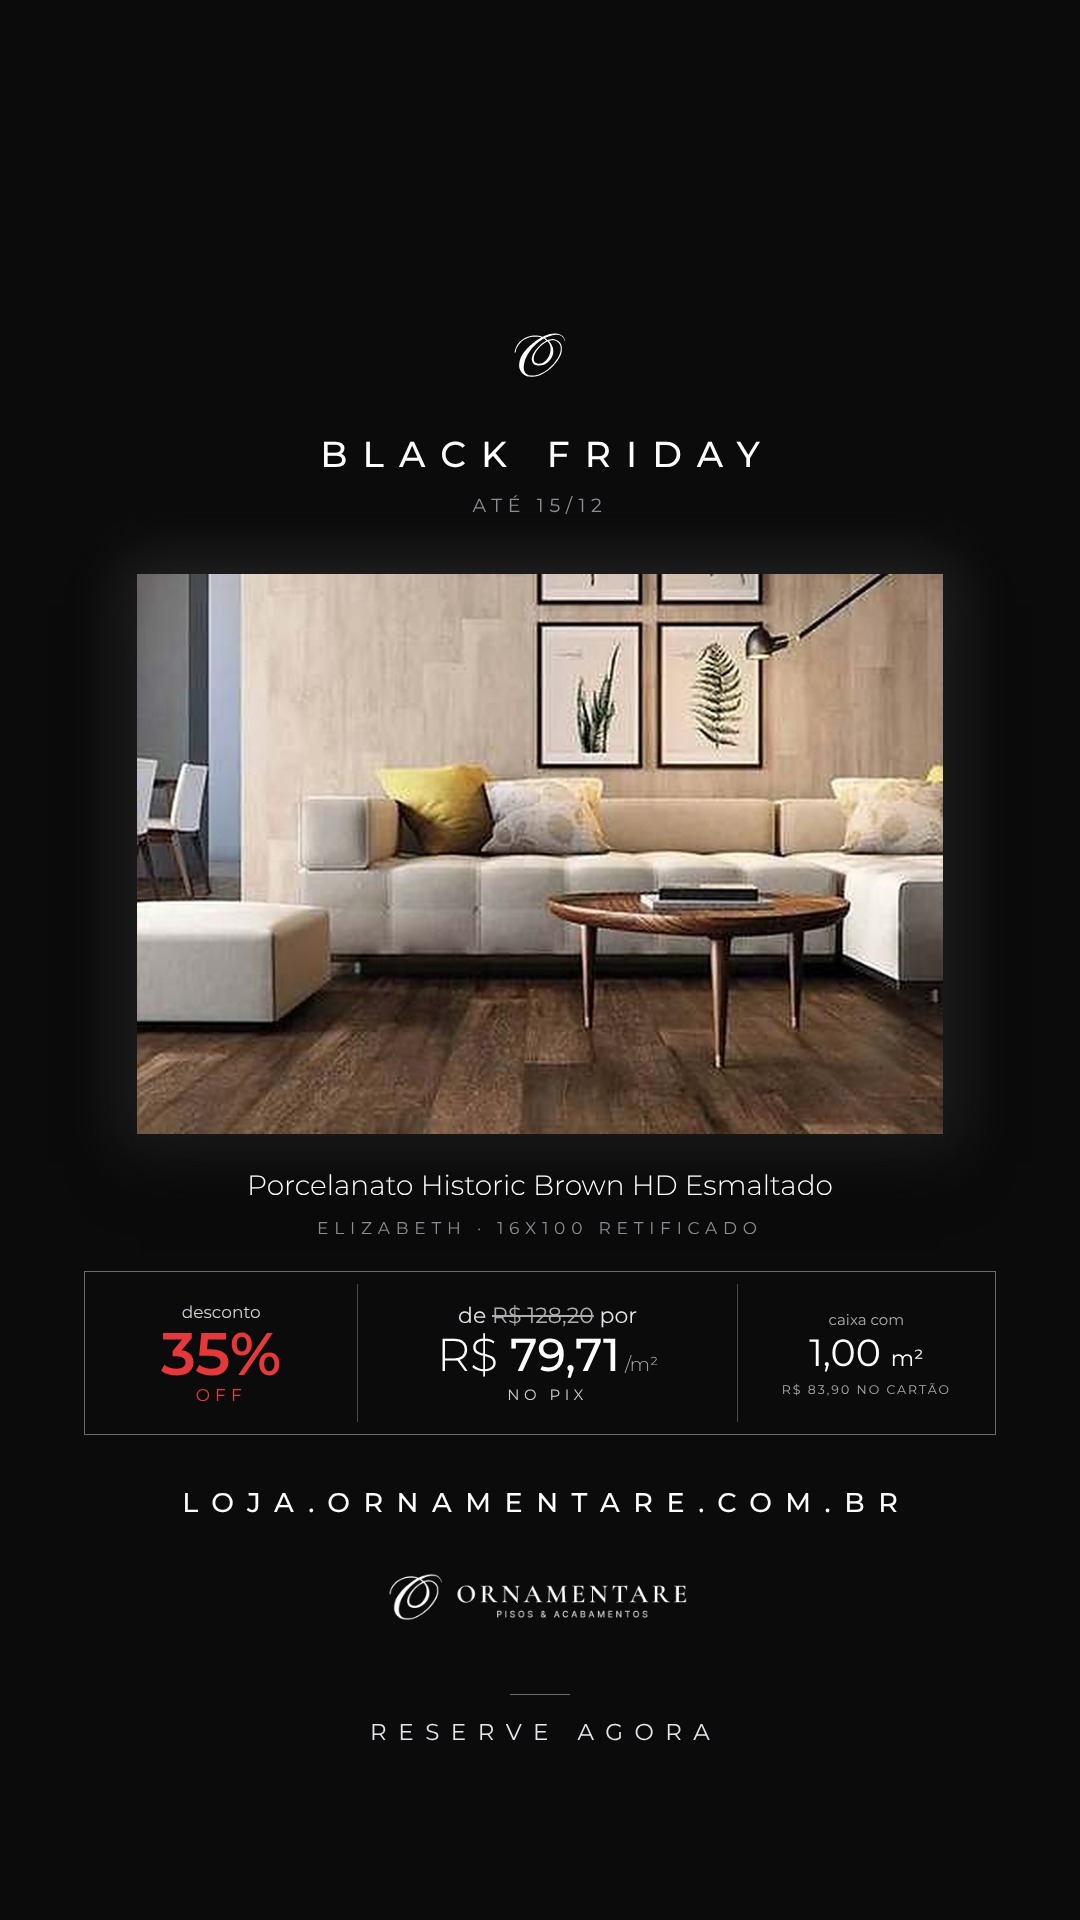 O
BLACK FRIDAY
ATÉ 15/12
Porcelanato Historic Brown HD Esmaltado
ELIZABETH · 16X100 RETIFICADO
desconto
35%
OFF
de R$ 128,20 por
R$ 79,71 /m²
NO PIX
caixa com
1,00 m²
R$ 83,90 NO CARTÃO
LOJA.ORNAMENTARE.COM.BR
O ORNAMENTARE
PISOS & ACABAMENTOS
RESERVE AGORA